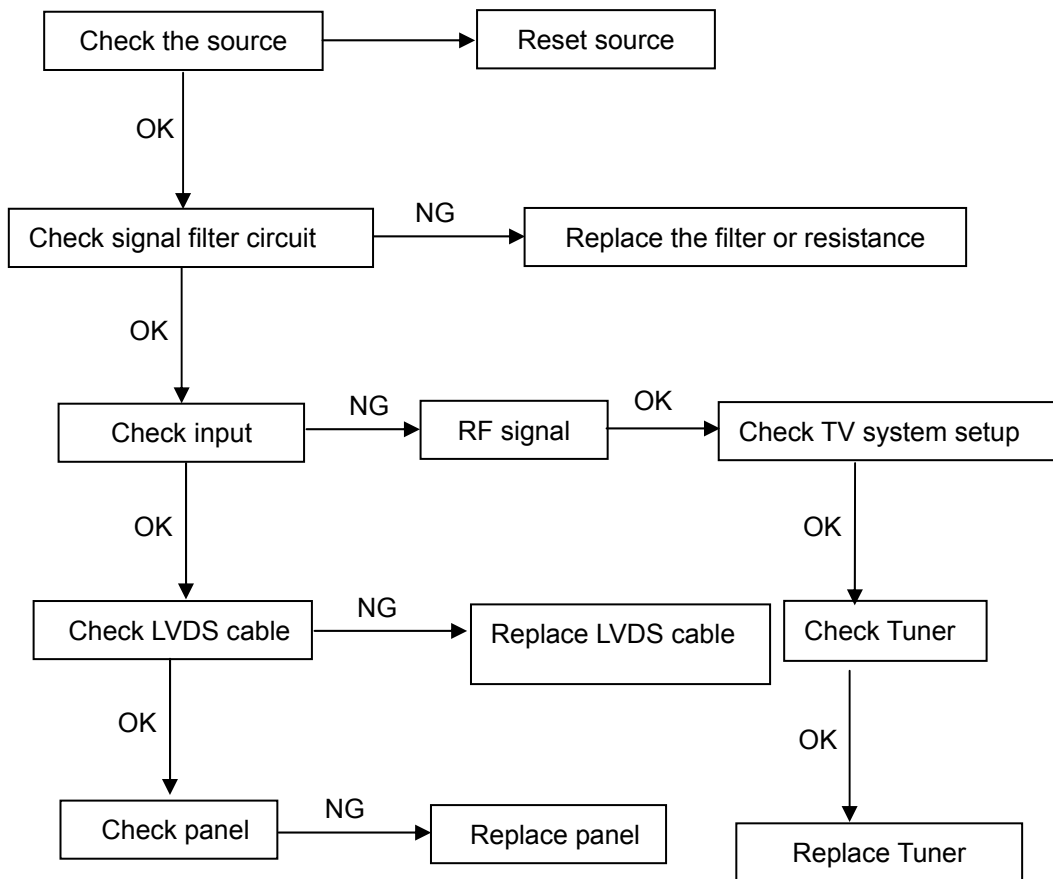 Check the source
Reset source
OK
Check signal filter circuit
NG
Replace the filter or resistance
OK
Check input
NG
RF signal
OK
Check TV system setup
OK
OK
Check LVDS cable
NG
Replace LVDS cable
Check Tuner
OK
OK
Check panel
NG
Replace panel
Replace Tuner